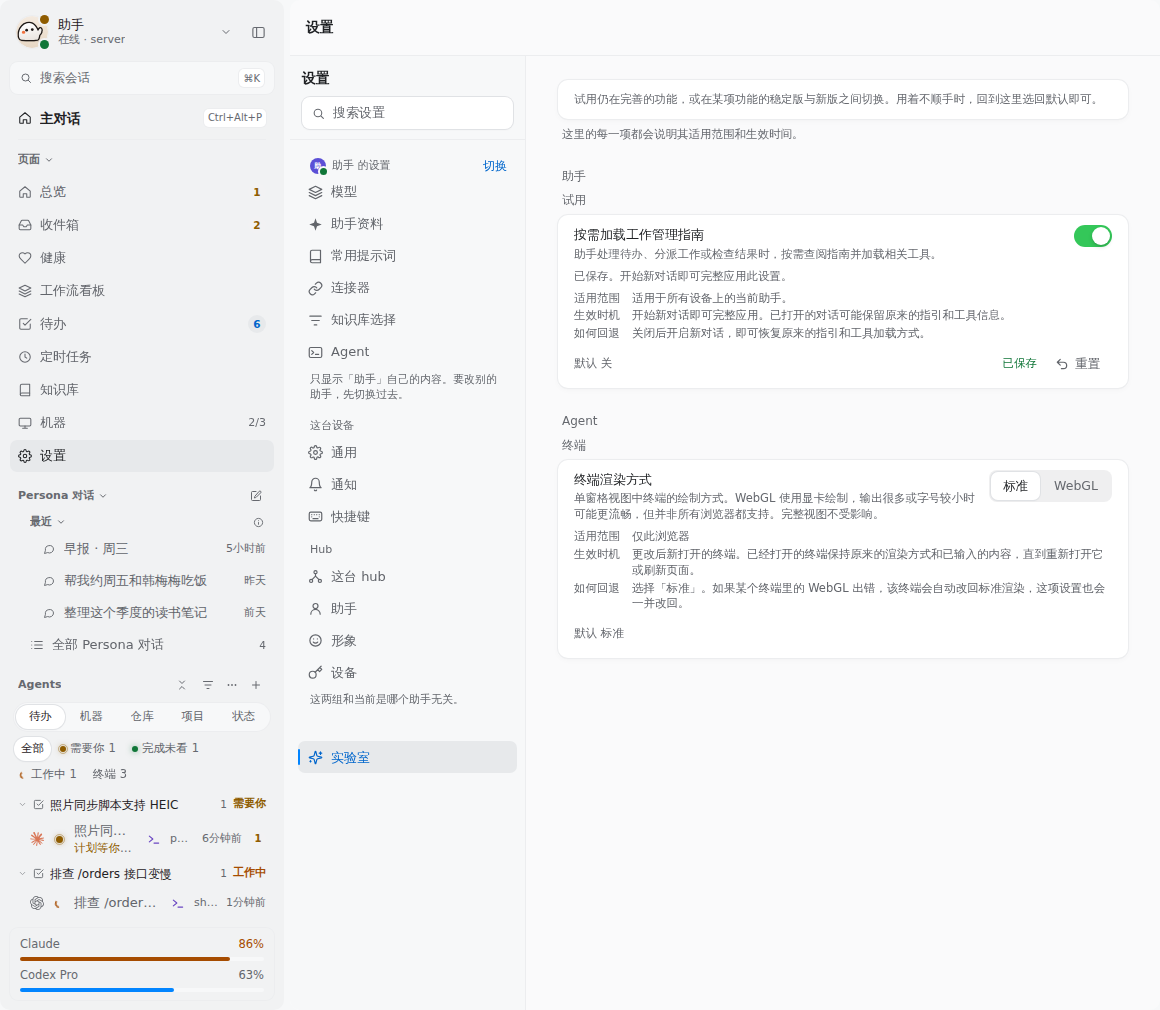 助手
在线 · server
搜索会话
⌘K
主对话
Ctrl+Alt+P
页面
总览
1
收件箱
2
健康
工作流看板
待办
6
定时任务
知识库
机器
2/3
设置
Persona 对话
最近
早报 · 周三
5小时前
帮我约周五和韩梅梅吃饭
昨天
整理这个季度的读书笔记
前天
全部 Persona 对话
4
Agents
待办
机器
仓库
项目
状态
全部
需要你 1
完成未看 1
工作中 1
终端 3
照片同步脚本支持 HEIC
1 需要你
照片同…
p…
6分钟前
1
计划等你…
排查 /orders 接口变慢
1 工作中
排查 /order…
sh…
1分钟前
Claude
86%
Codex Pro
63%
设置
设置
搜索设置
助手 的设置
切换
模型
助手资料
常用提示词
连接器
知识库选择
Agent
只显示「助手」自己的内容。要改别的
助手，先切换过去。
这台设备
通用
通知
快捷键
Hub
这台 hub
助手
形象
设备
这两组和当前是哪个助手无关。
实验室
试用仍在完善的功能，或在某项功能的稳定版与新版之间切换。用着不顺手时，回到这里选回默认即可。
这里的每一项都会说明其适用范围和生效时机。
助手
试用
按需加载工作管理指南
助手处理待办、分派工作或检查结果时，按需查阅指南并加载相关工具。
已保存。开始新对话即可完整应用此设置。
适用范围 适用于所有设备上的当前助手。
生效时机 开始新对话即可完整应用。已打开的对话可能保留原来的指引和工具信息。
如何回退 关闭后开启新对话，即可恢复原来的指引和工具加载方式。
默认 关
已保存
重置
Agent
终端
终端渲染方式
标准
WebGL
单窗格视图中终端的绘制方式。WebGL 使用显卡绘制，输出很多或字号较小时
可能更流畅，但并非所有浏览器都支持。完整视图不受影响。
适用范围 仅此浏览器
生效时机 更改后新打开的终端。已经打开的终端保持原来的渲染方式和已输入的内容，直到重新打开它
或刷新页面。
如何回退 选择「标准」。如果某个终端里的 WebGL 出错，该终端会自动改回标准渲染，这项设置也会
一并改回。
默认 标准